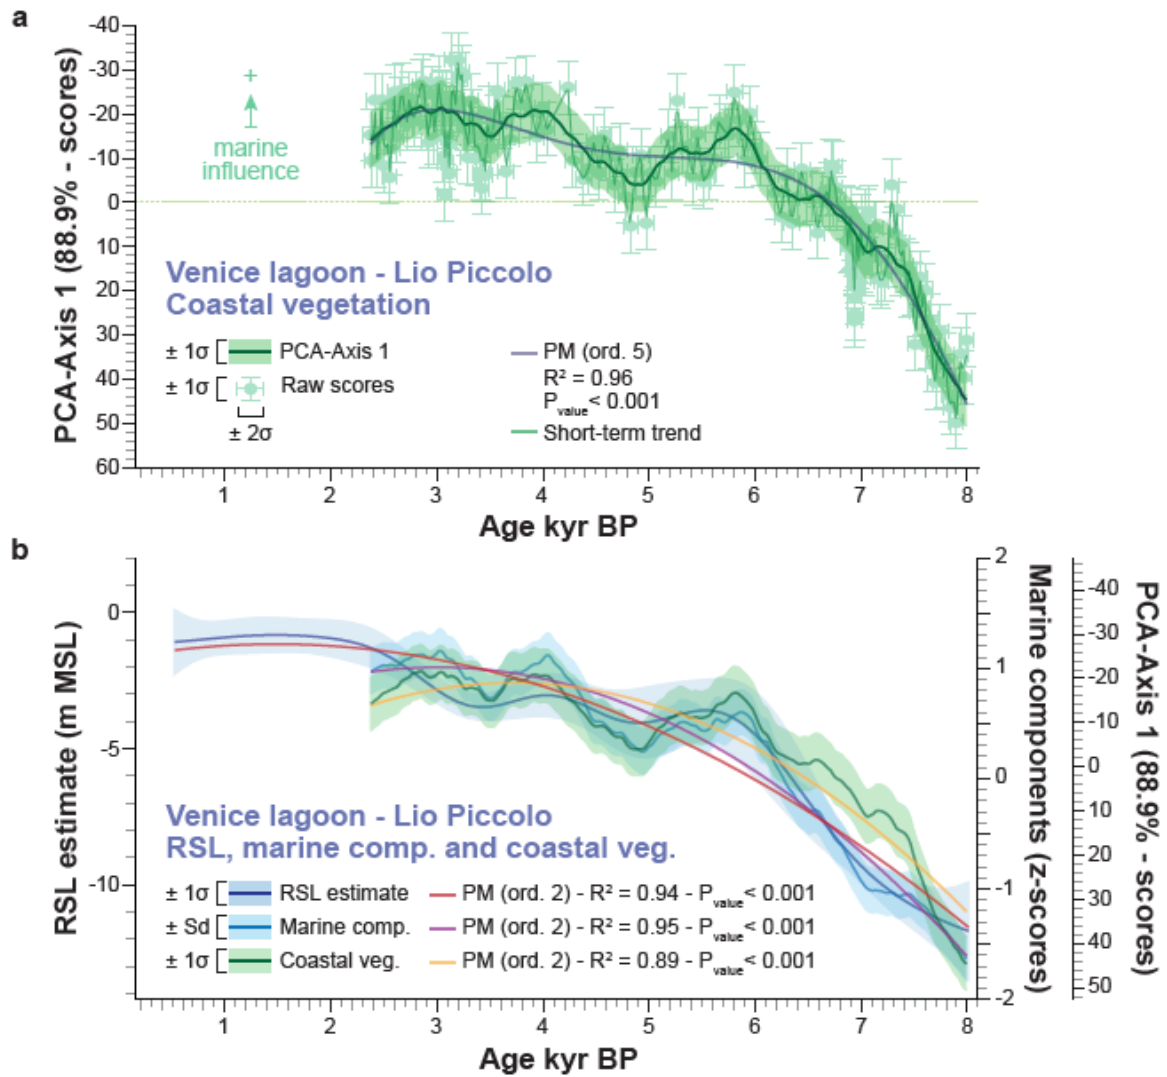 a
PCA-Axis 1 (88.9% - scores)
-40
-30
-20
-10
0
10
20
30
40
50
60
+
marine
influence
Venice lagoon - Lio Piccolo
Coastal vegetation
± 1σ PCA-Axis 1
± 1σ Raw scores
± 2σ
PM (ord. 5)
R² = 0.96
Pvalue < 0.001
Short-term trend
1 2 3 4 5 6 7 8
Age kyr BP
b
RSL estimate (m MSL)
0
-5
-10
Venice lagoon - Lio Piccolo
RSL, marine comp. and coastal veg.
± 1σ RSL estimate PM (ord. 2) - R² = 0.94 - Pvalue < 0.001
± Sd Marine comp. PM (ord. 2) - R² = 0.95 - Pvalue < 0.001
± 1σ Coastal veg. PM (ord. 2) - R² = 0.89 - Pvalue < 0.001
2
1
0
-1
-2
Marine components (z-scores)
-40
-30
-20
-10
0
10
20
30
40
50
PCA-Axis 1 (88.9% - scores)
1 2 3 4 5 6 7 8
Age kyr BP